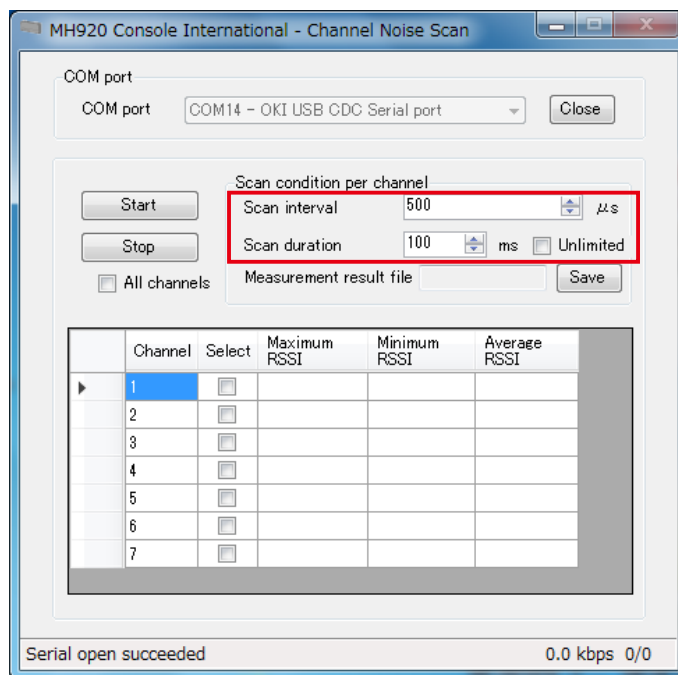 MH920 Console International - Channel Noise Scan
COM port
COM port COM14 - OKI USB CDC Serial port Close
Scan condition per channel
Start Scan interval 500 μs
Stop Scan duration 100 ms Unlimited
All channels Measurement result file Save
Channel Select Maximum RSSI Minimum RSSI Average RSSI
1
2
3
4
5
6
7
Serial open succeeded 0.0 kbps 0/0